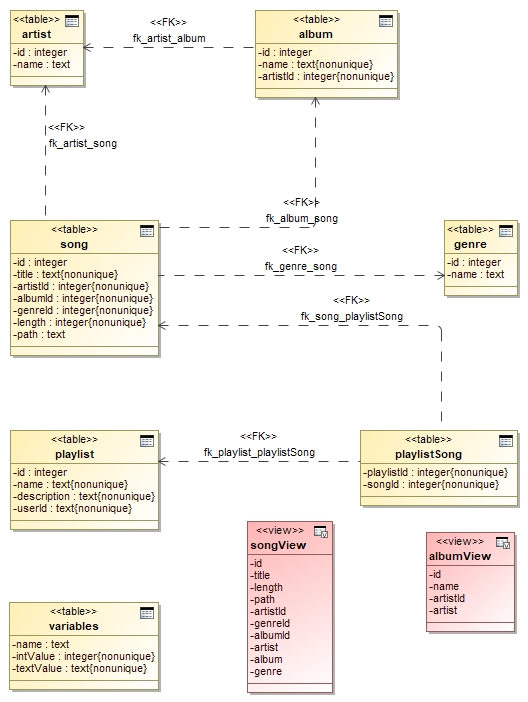 <<table>>
artist
-id : integer
-name : text
<<FK>>
fk_artist_album
<<table>>
album
-id : integer
-name : text{nonunique}
-artistId : integer{nonunique}
<<FK>>
fk_artist_song
<<FK>>
fk_album_song
<<table>>
song
-id : integer
-title : text{nonunique}
-artistId : integer{nonunique}
-albumId : integer{nonunique}
-genreId : integer{nonunique}
-length : integer{nonunique}
-path : text
<<FK>>
fk_genre_song
<<table>>
genre
-id : integer
-name : text
<<FK>>
fk_song_playlistSong
<<table>>
playlist
-id : integer
-name : text{nonunique}
-description : text{nonunique}
-userId : text{nonunique}
<<FK>>
fk_playlist_playlistSong
<<table>>
playlistSong
-playlistId : integer{nonunique}
-songId : integer{nonunique}
<<view>>
songView
-id
-title
-length
-path
-artistId
-genreId
-albumId
-artist
-album
-genre
<<view>>
albumView
-id
-name
-artistId
-artist
<<table>>
variables
-name : text
-intValue : integer{nonunique}
-textValue : text{nonunique}